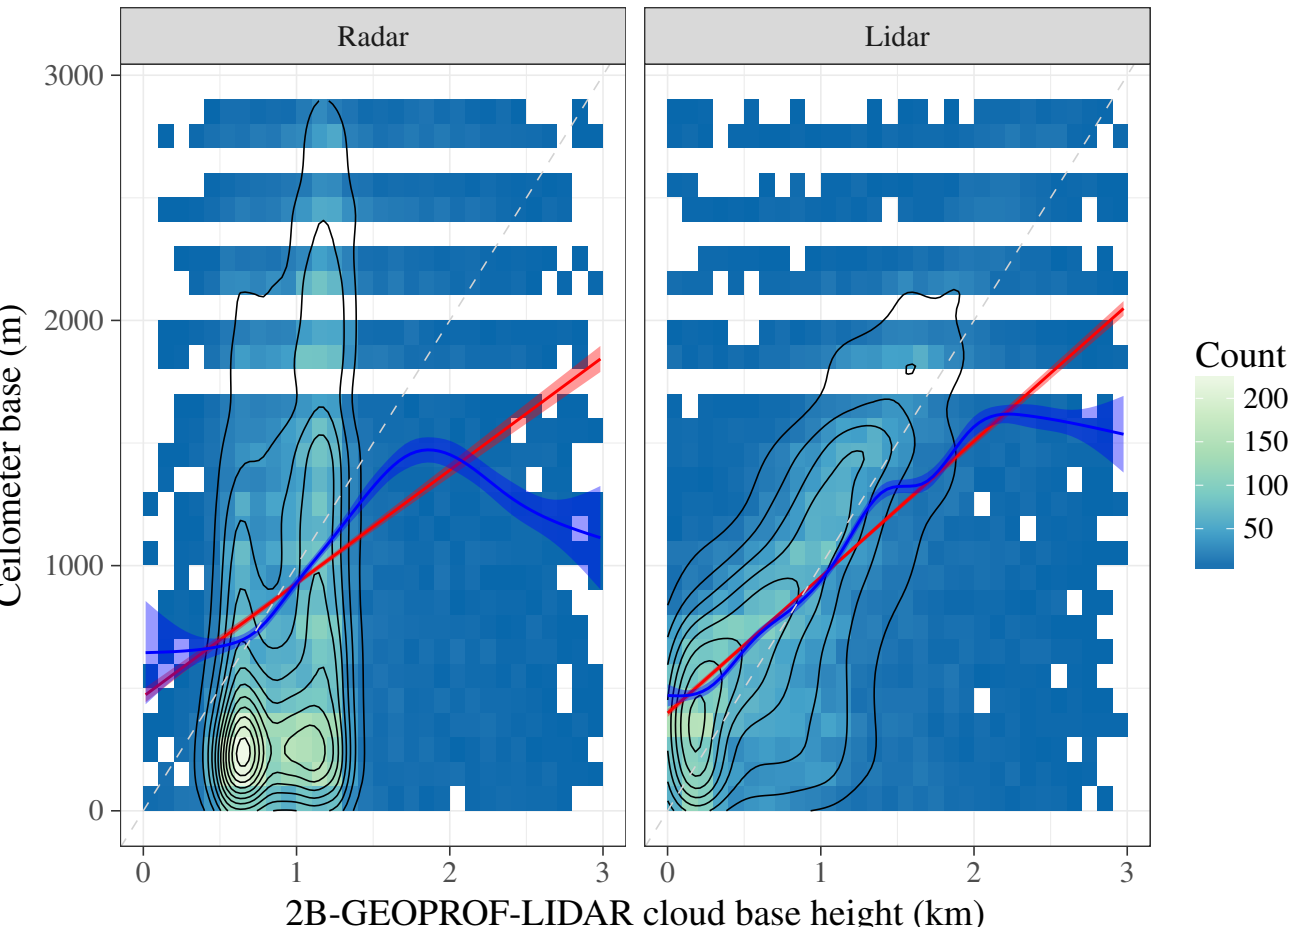 Radar
Lidar
3000
2000
1000
0
Ceilometer base (m)
0 1 2 3
0 1 2 3
2B-GEOPROF-LIDAR cloud base height (km)
Count
200
150
100
50